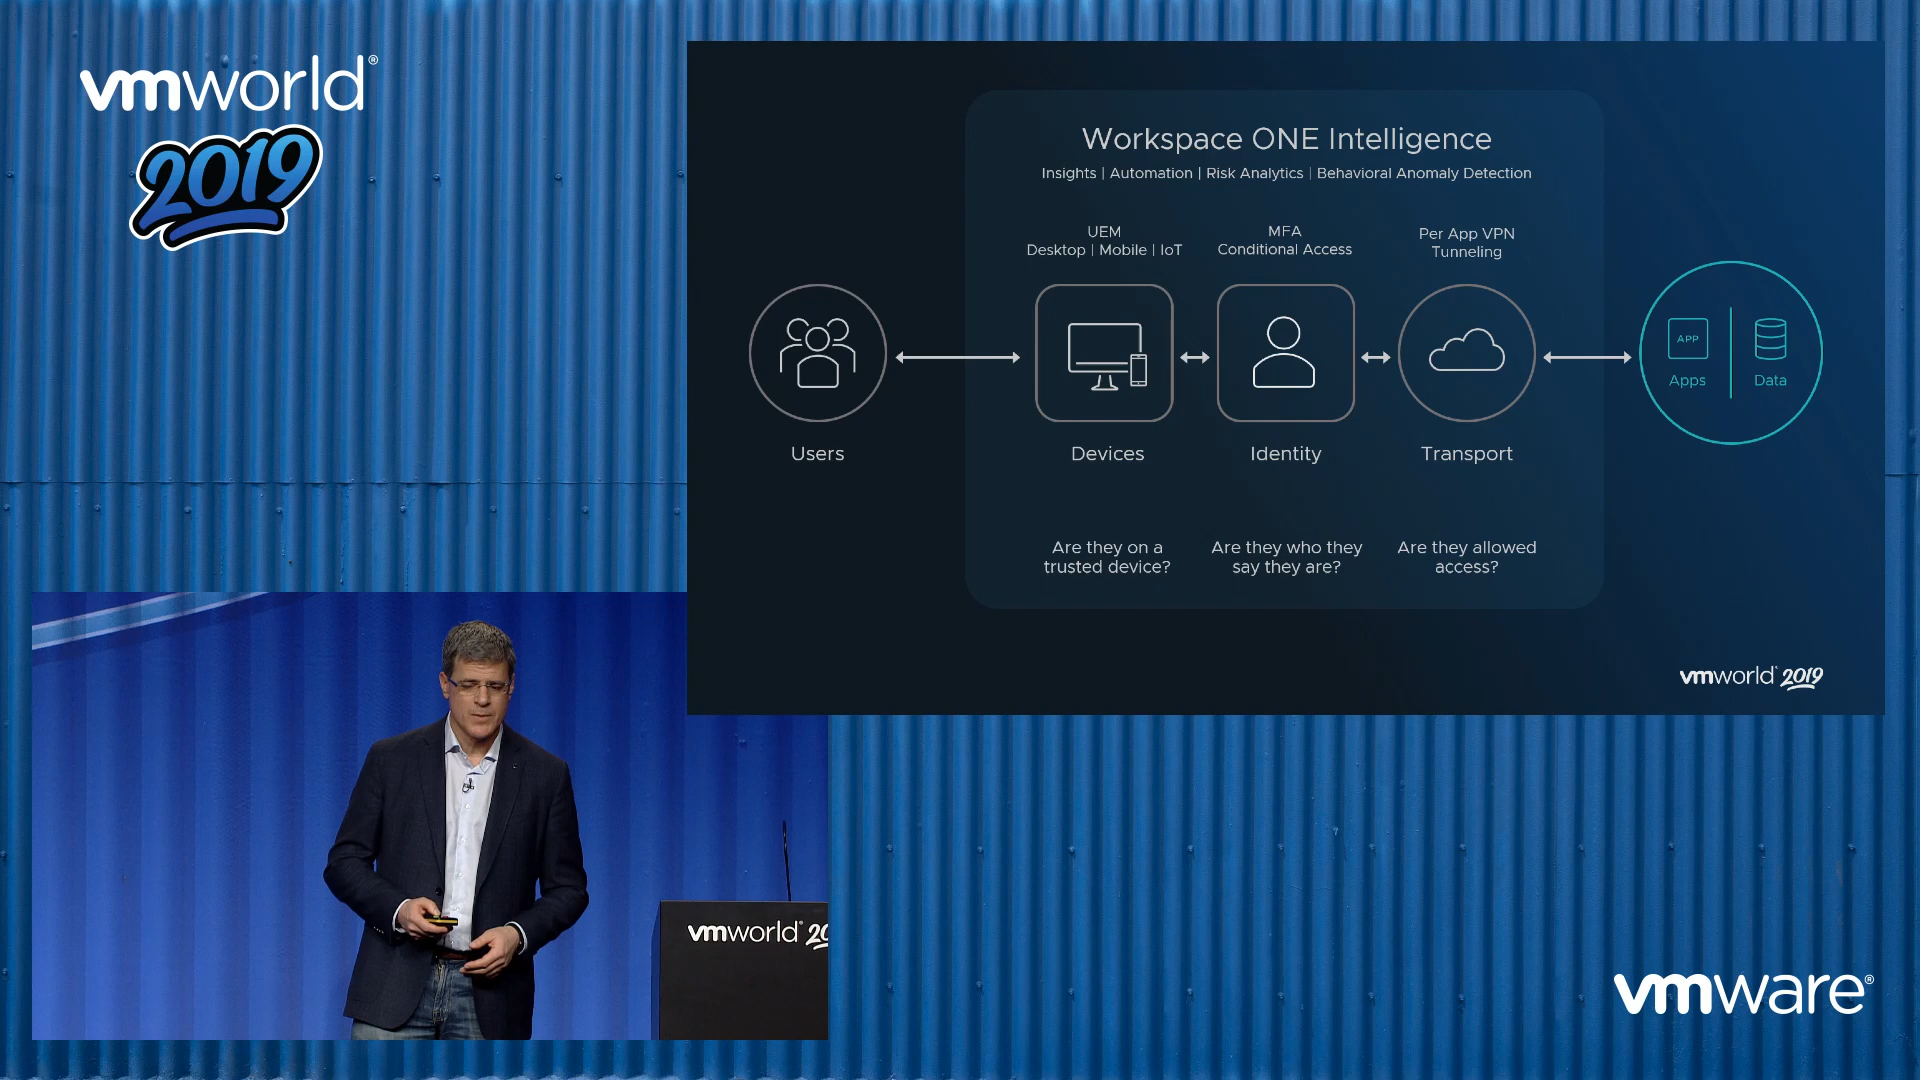 vmworld®
2019
Workspace ONE Intelligence
Insights | Automation | Risk Analytics | Behavioral Anomaly Detection
UEM
Desktop | Mobile | IoT
MFA
Conditional Access
Per App VPN
Tunneling
APP
Apps
Data
Users
Devices
Identity
Transport
Are they on a
trusted device?
Are they who they
say they are?
Are they allowed
access?
vmworld® 2019
vmworld® 20
vmware®